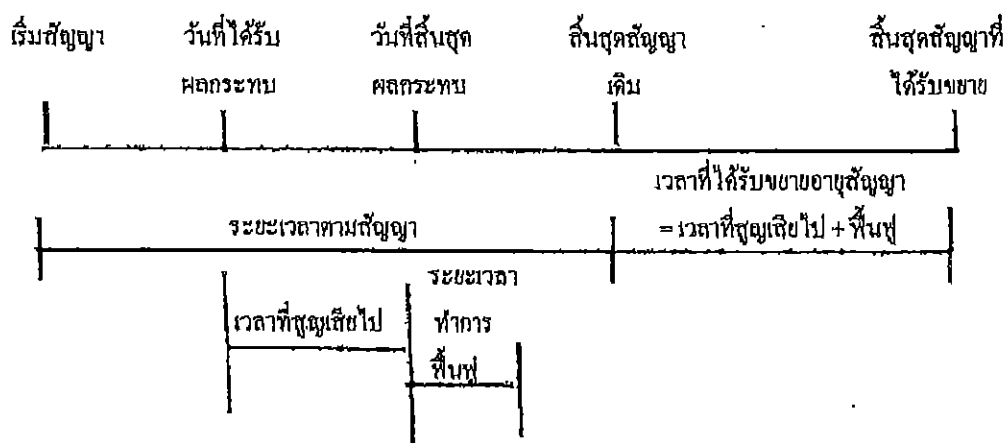 เริ่มสัญญา วันที่ได้รับ วันที่สิ้นสุด สิ้นสุดสัญญา สิ้นสุดสัญญาที่
ผลกระทบ ผลกระทบ เดิม ได้รับขยาย
เวลาที่ได้รับขยายอายุสัญญา
ระยะเวลาตามสัญญา = เวลาที่สูญเสียไป + ฟื้นฟู
ระยะเวลา
เวลาที่สูญเสียไป ทำการ
ฟื้นฟู